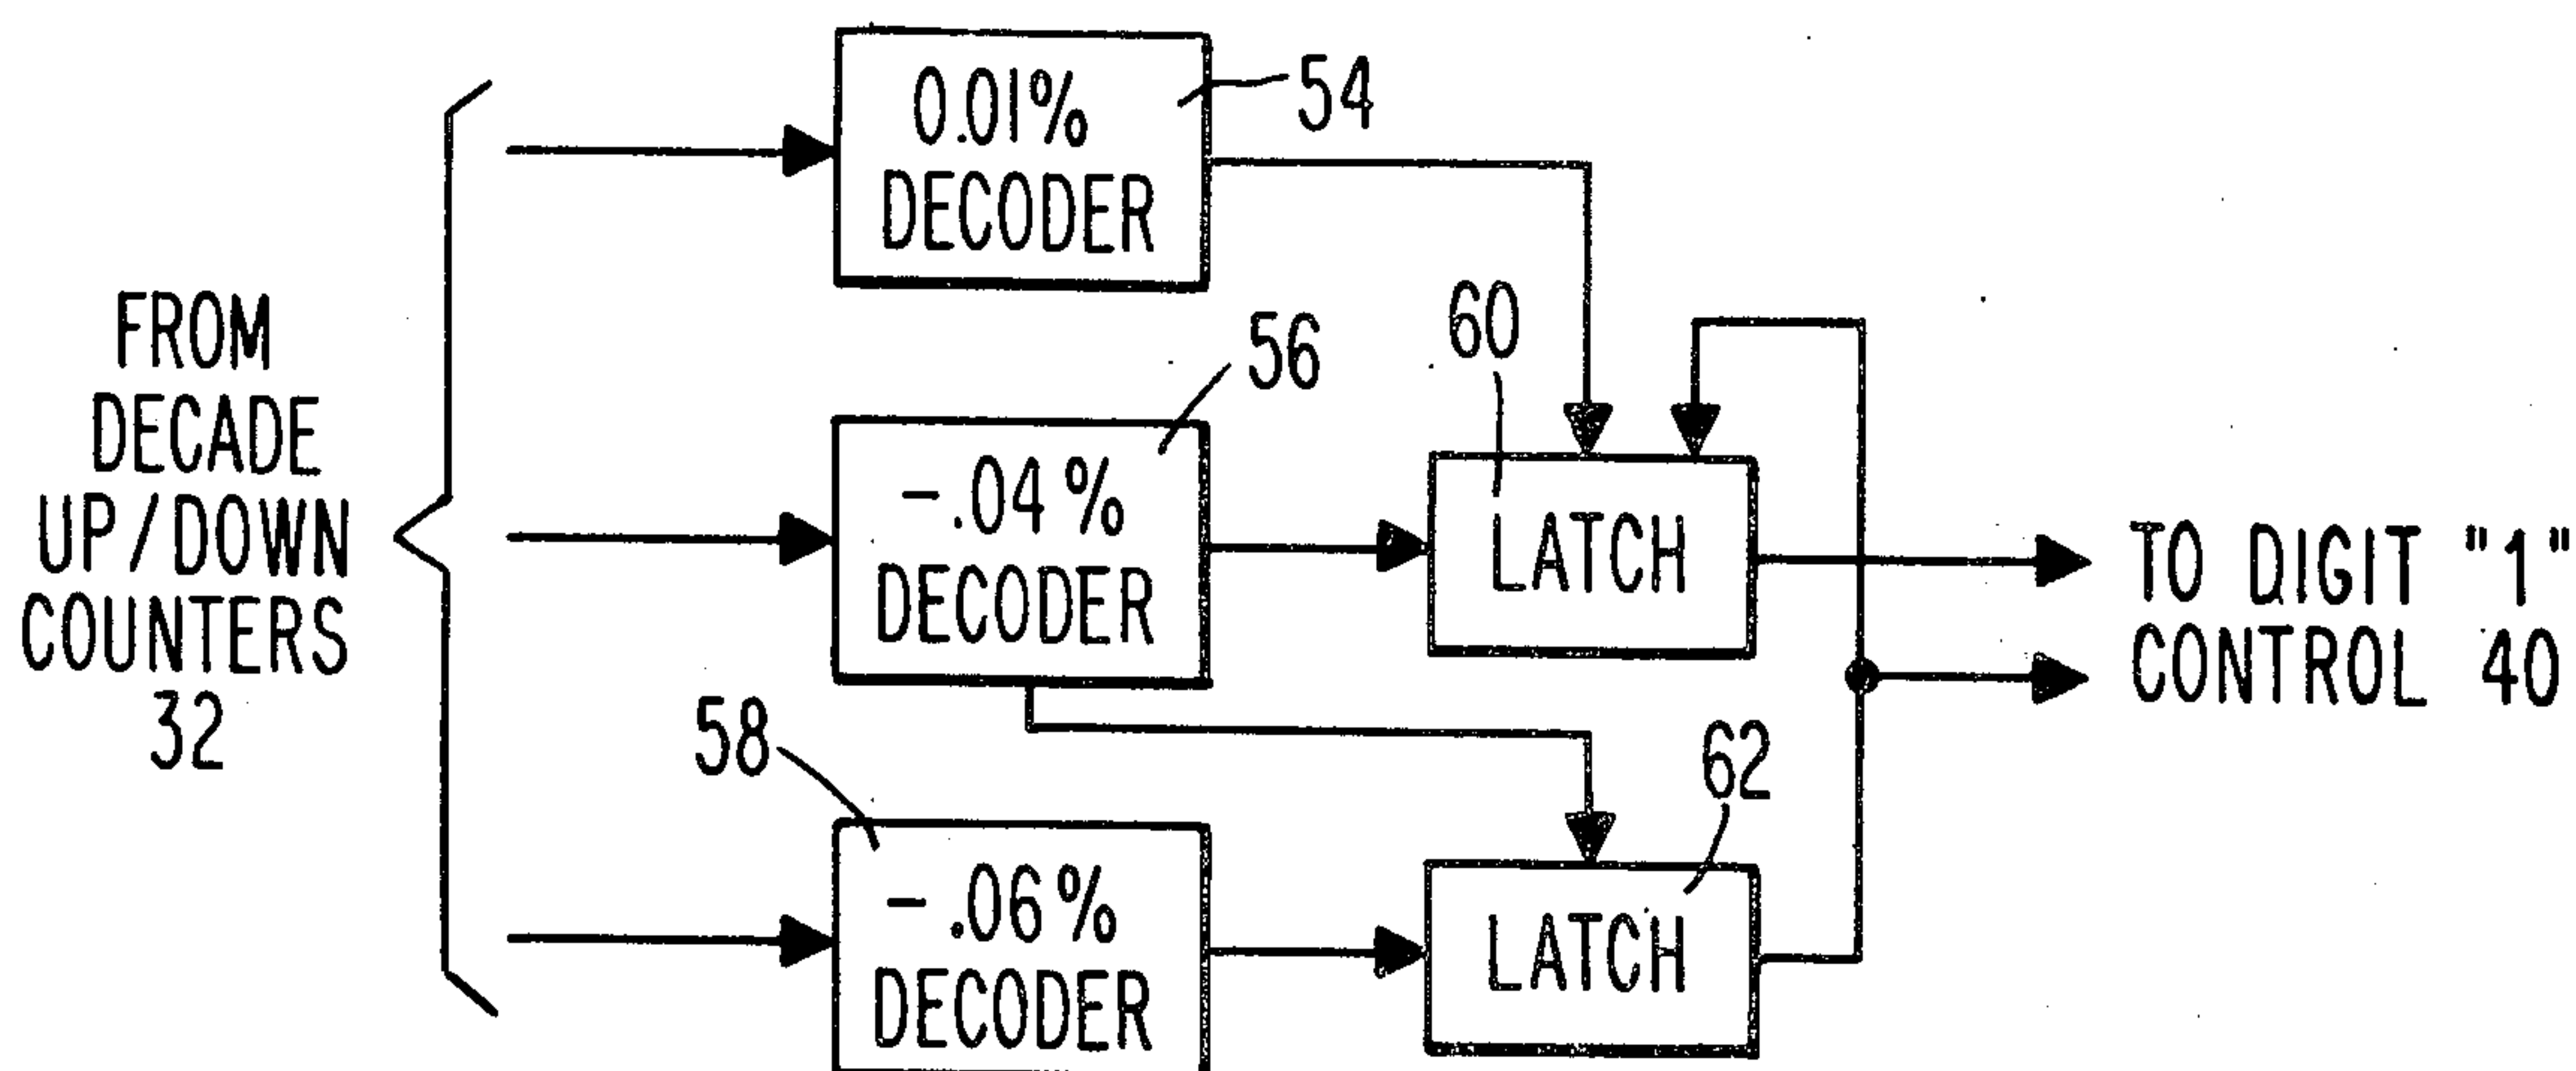 0.01%
DECODER
54
FROM
DECADE
UP/DOWN
COUNTERS
32
56
-.04%
DECODER
60
LATCH
TO DIGIT "1"
CONTROL 40
58
-.06%
DECODER
62
LATCH